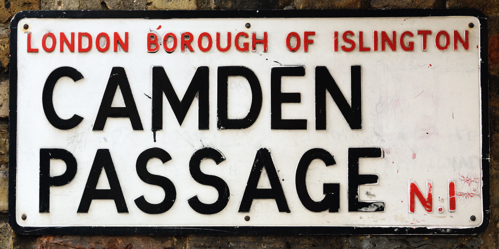 LONDON BOROUGH OF ISLINGTON
CAMDEN
PASSAGE N.1